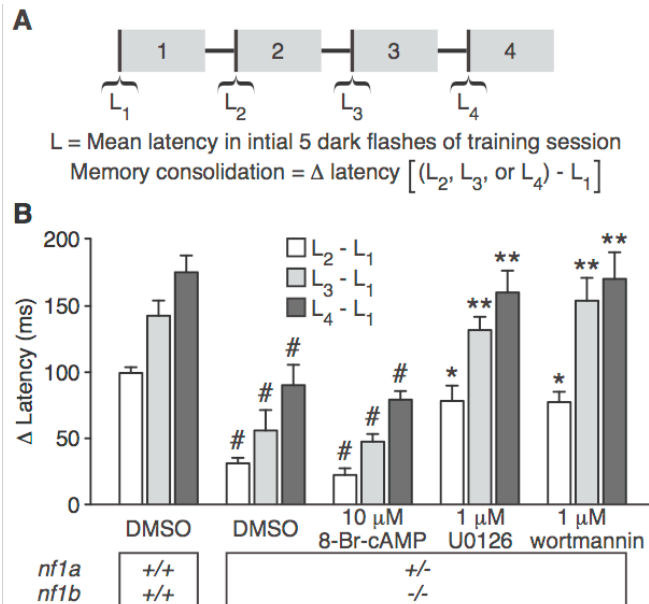 A
1 2 3 4
L1 L2 L3 L4
L = Mean latency in intial 5 dark flashes of training session
Memory consolidation = Δ latency [(L2, L3, or L4) - L1]
B
Δ Latency (ms)
200
150
100
50
0
L2 - L1
L3 - L1
L4 - L1
# # #
# # #
* ** **
* ** **
DMSO DMSO 10 µM 8-Br-cAMP 1 µM U0126 1 µM wortmannin
nf1a +/+ +/-
nf1b +/+ -/-